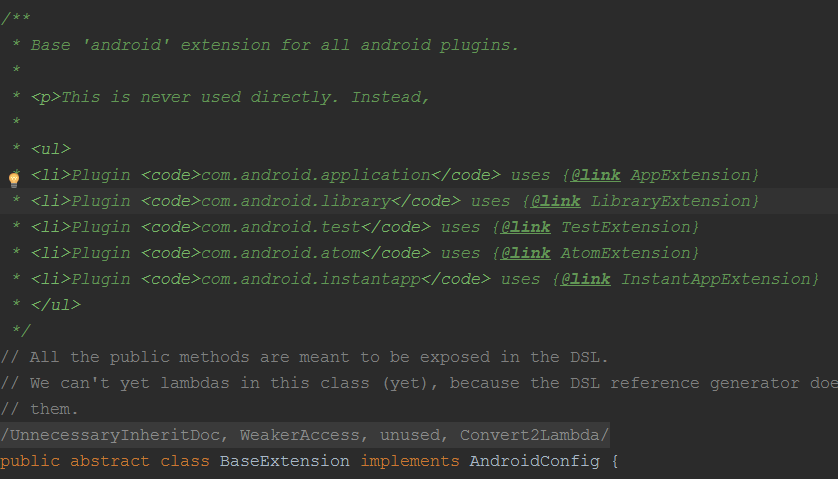 /**
* Base 'android' extension for all android plugins.
*
* <p>This is never used directly. Instead,
*
* <ul>
* <li>Plugin <code>com.android.application</code> uses {@link AppExtension}
* <li>Plugin <code>com.android.library</code> uses {@link LibraryExtension}
* <li>Plugin <code>com.android.test</code> uses {@link TestExtension}
* <li>Plugin <code>com.android.atom</code> uses {@link AtomExtension}
* <li>Plugin <code>com.android.instantapp</code> uses {@link InstantAppExtension}
* </ul>
*/
// All the public methods are meant to be exposed in the DSL.
// We can't yet lambdas in this class (yet), because the DSL reference generator doe
// them.
/UnnecessaryInheritDoc, WeakerAccess, unused, Convert2Lambda/
public abstract class BaseExtension implements AndroidConfig {